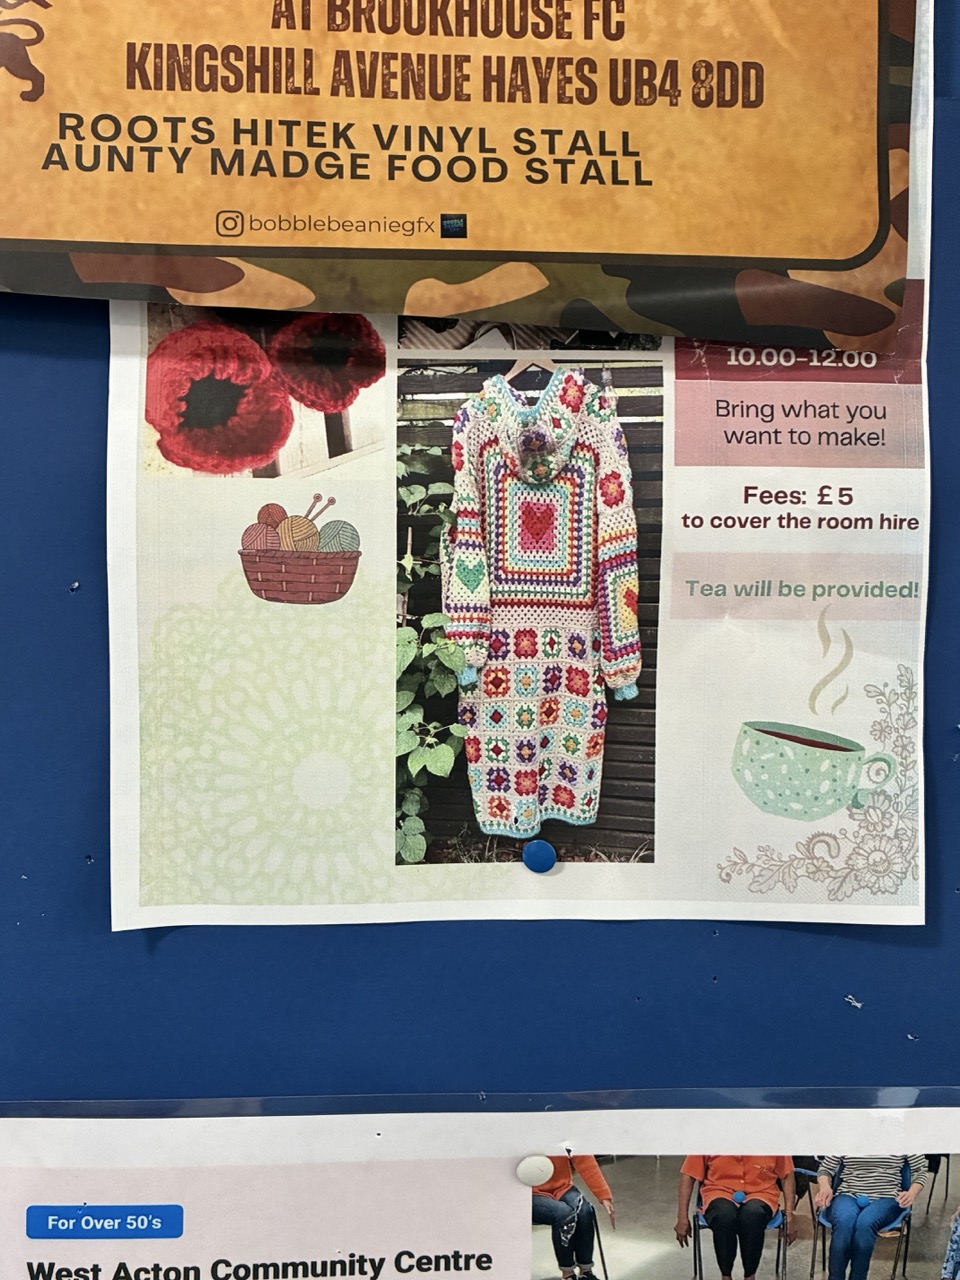 AT BROOKHOUSE FC
KINGSHILL AVENUE HAYES UB4 8DD
ROOTS HITEK VINYL STALL
AUNTY MADGE FOOD STALL
bobblebeaniegfx
10.00-12.00
Bring what you
want to make!
Fees: £5
to cover the room hire
Tea will be provided!
For Over 50's
West Acton Community Centre